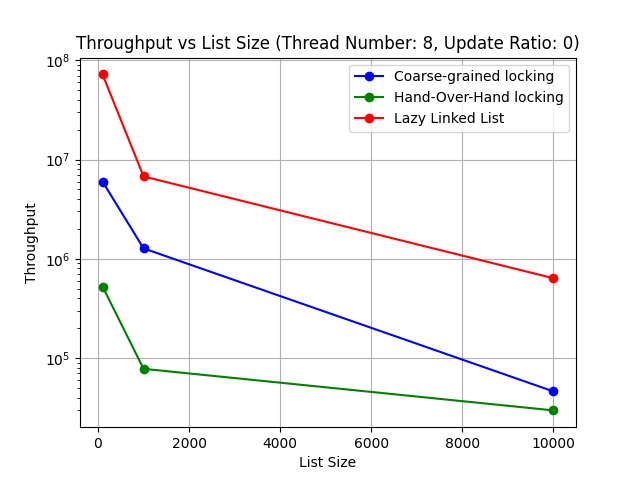 Throughput vs List Size (Thread Number: 8, Update Ratio: 0)
10^8
10^7
10^6
10^5
Throughput
Coarse-grained locking
Hand-Over-Hand locking
Lazy Linked List
0 2000 4000 6000 8000 10000
List Size